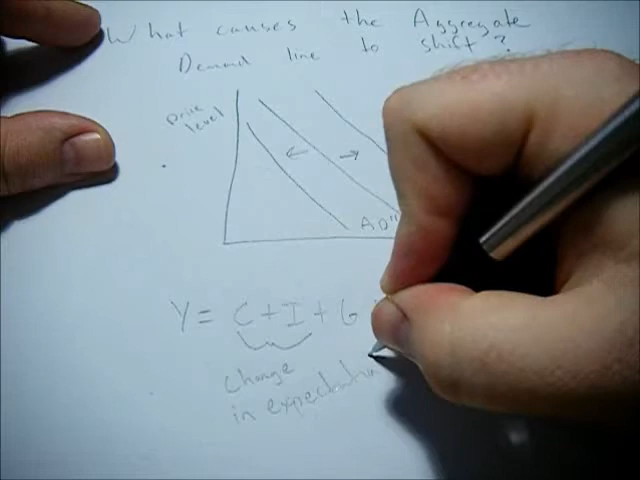 What causes the Aggregate
Demand line to shift?
Price
level
AD"
Y = C + I + G
change
in expectation